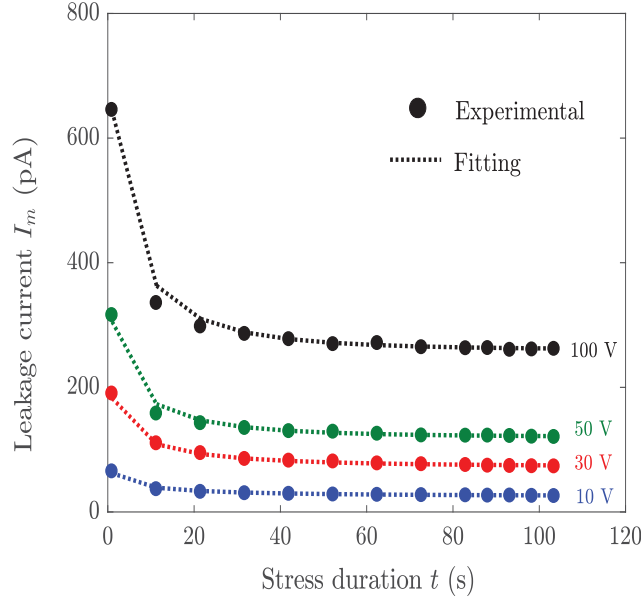 800
600
400
200
0
0
20
40
60
80
100
120
Leakage current I_m (pA)
Stress duration t (s)
Experimental
Fitting
100 V
50 V
30 V
10 V